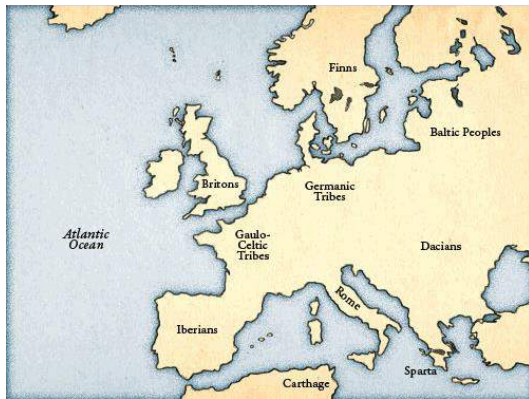 Finns
Baltic Peoples
Britons
Germanic
Tribes
Atlantic
Ocean
Gaulo-
Celtic
Tribes
Dacians
Rome
Iberians
Sparta
Carthage